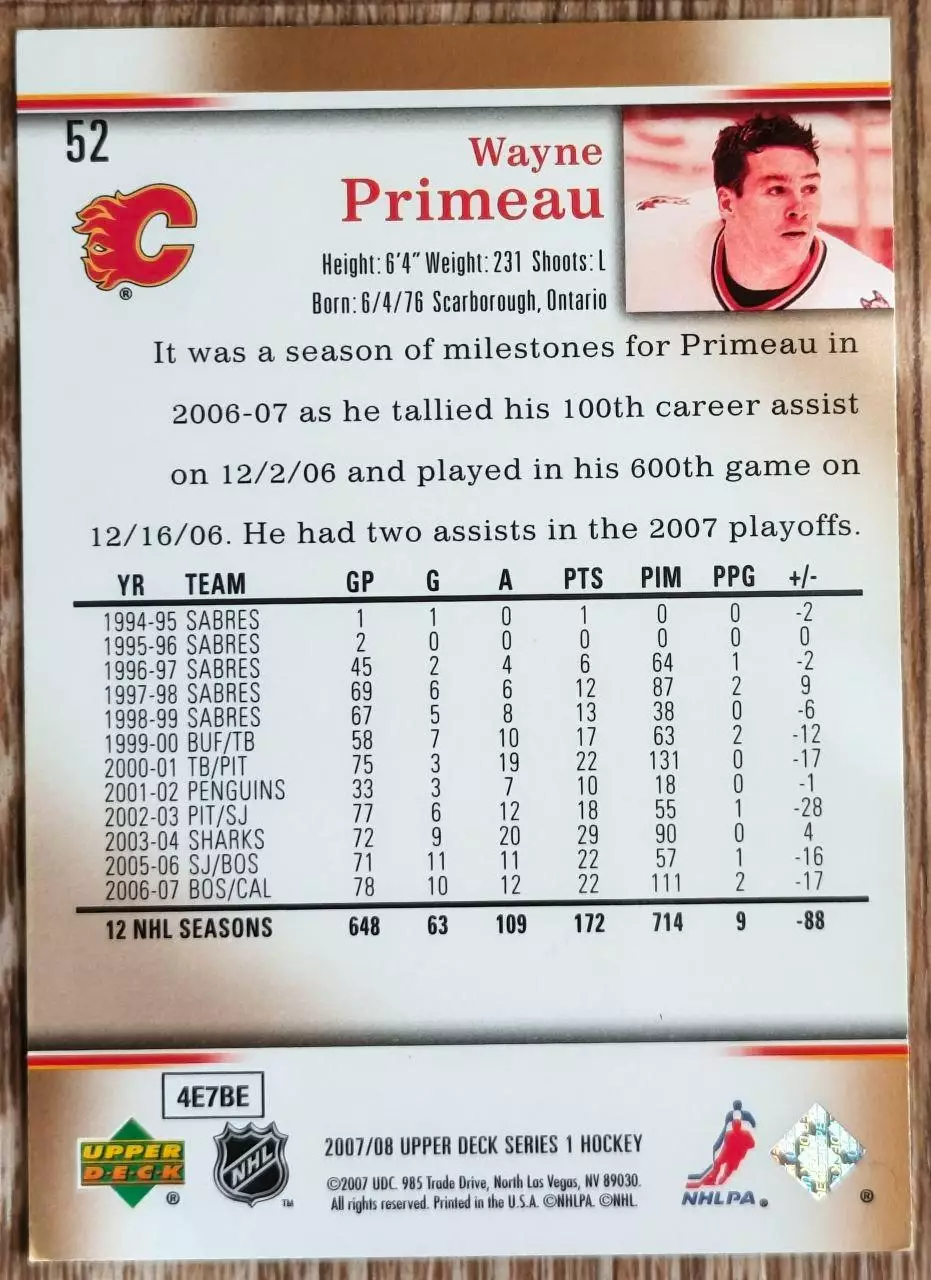 52
Wayne
Primeau
Height: 6'4" Weight: 231 Shoots: L
Born: 6/4/76 Scarborough, Ontario
It was a season of milestones for Primeau in
2006-07 as he tallied his 100th career assist
on 12/2/06 and played in his 600th game on
12/16/06. He had two assists in the 2007 playoffs.
YR TEAM GP G A PTS PIM PPG +/-
1994-95 SABRES 1 1 0 1 0 0 -2
1995-96 SABRES 2 0 0 0 0 0 0
1996-97 SABRES 45 2 4 6 64 1 -2
1997-98 SABRES 69 6 6 12 87 2 9
1998-99 SABRES 67 5 8 13 38 0 -6
1999-00 BUF/TB 58 7 10 17 63 2 -12
2000-01 TB/PIT 75 3 19 22 131 0 -17
2001-02 PENGUINS 33 3 7 10 18 0 -1
2002-03 PIT/SJ 77 6 12 18 55 1 -28
2003-04 SHARKS 72 9 20 29 90 0 4
2005-06 SJ/BOS 71 11 11 22 57 1 -16
2006-07 BOS/CAL 78 10 12 22 111 2 -17
12 NHL SEASONS 648 63 109 172 714 9 -88
4E7BE
UPPER
D·E·C·K ®
NHL ™
2007/08 UPPER DECK SERIES 1 HOCKEY
©2007 UDC. 985 Trade Drive, North Las Vegas, NV 89030.
All rights reserved. Printed in the U.S.A. ©NHLPA. ©NHL.
NHLPA ®
®